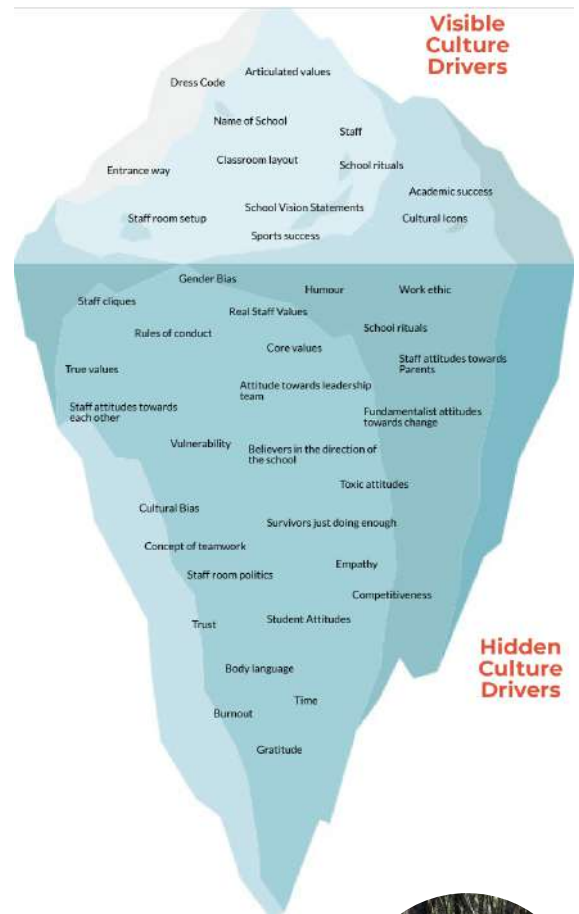 Visible
Culture
Drivers
Articulated values
Dress Code
Name of School
Staff
Classroom layout
School rituals
Entrance way
Academic success
School Vision Statements
Staff room setup
Cultural Icons
Sports success
Gender Bias
Humour
Work ethic
Staff cliques
Real Staff Values
School rituals
Rules of conduct
Core values
Staff attitudes towards
Parents
True values
Attitude towards leadership
team
Staff attitudes towards
each other
Fundamentalist attitudes
towards change
Vulnerability
Believers in the direction of
the school
Toxic attitudes
Cultural Bias
Survivors just doing enough
Concept of teamwork
Empathy
Staff room politics
Competitiveness
Student Attitudes
Trust
Hidden
Culture
Drivers
Body language
Time
Burnout
Gratitude